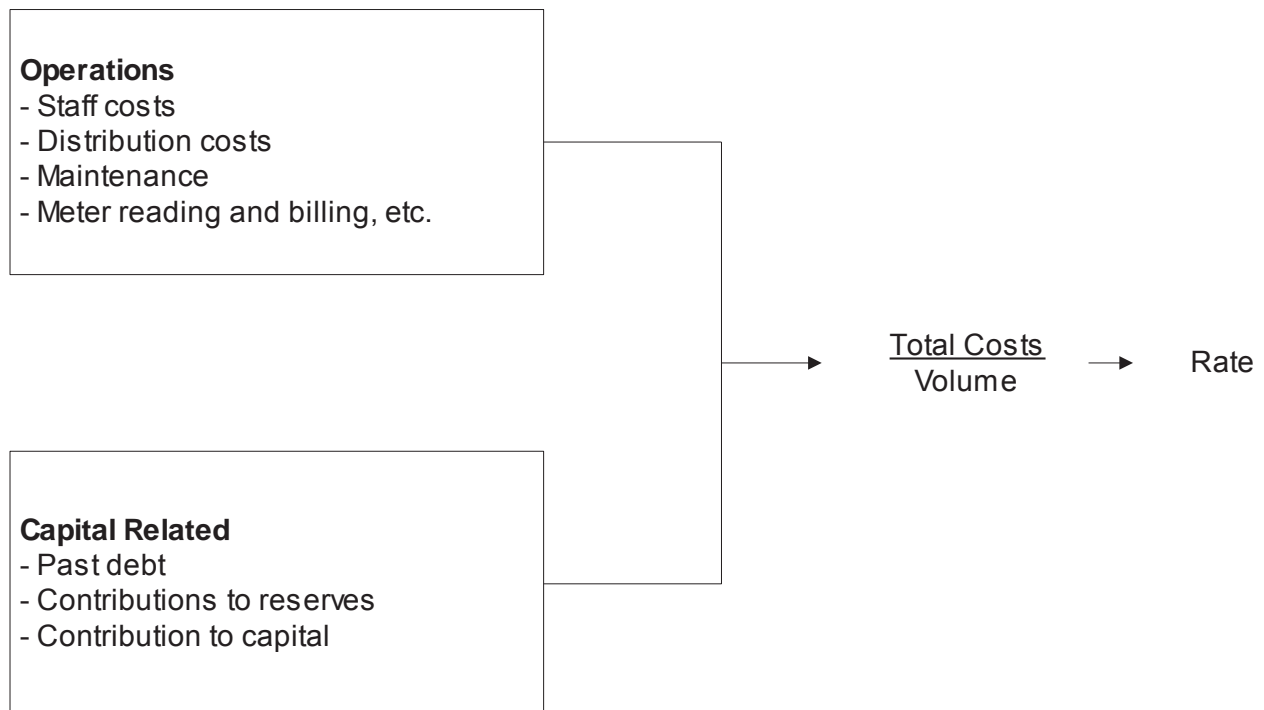 Operations
- Staff costs
- Distribution costs
- Maintenance
- Meter reading and billing, etc.
Total Costs
Volume
Rate
Capital Related
- Past debt
- Contributions to reserves
- Contribution to capital